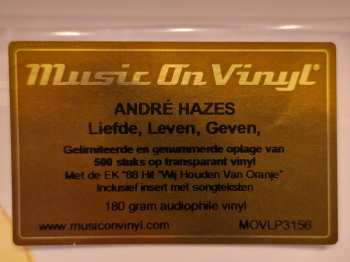 Music On Vinyl®
ANDRÉ HAZES
Liefde, Leven, Geven,
Gelimiteerde en genummerde oplage van
500 stuks op transparant vinyl
Met de EK "88 Hit "Wij Houden Van Oranje"
Inclusief insert met songteksten
180 gram audiophile vinyl
www.musiconvinyl.com MOVLP3156